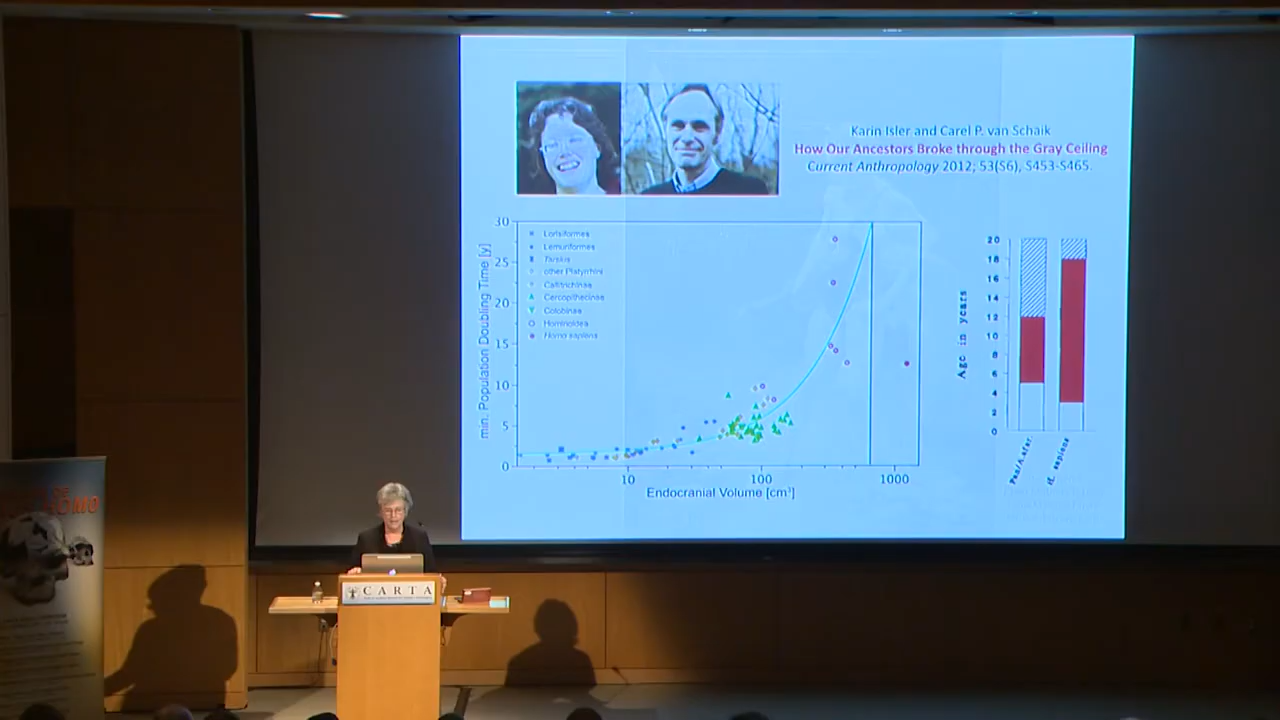 Karin Isler and Carel P. van Schaik
How Our Ancestors Broke through the Gray Ceiling
Current Anthropology 2012; 53(S6), S453-S465.
min. Population Doubling Time [y]
30
25
20
15
10
5
0
Lorisiformes
Lemuriformes
Tarsius
other Platyrrhini
Callitrichinae
Cercopithecinae
Colobinae
Hominoidea
Homo sapiens
10
100
1000
Endocranial Volume [cm³]
Age in years
20
18
16
14
12
10
8
6
4
2
0
Pan/A.afar.
H. sapiens
CARTA